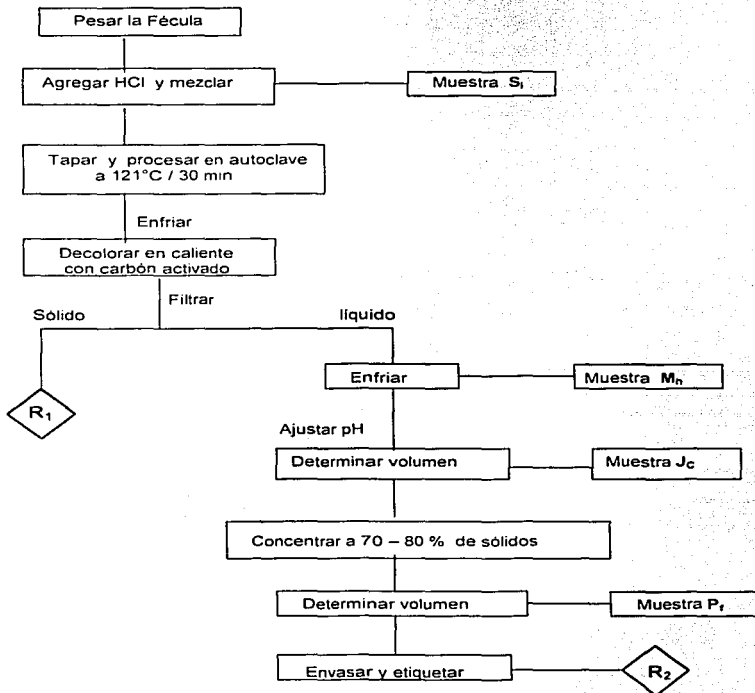 Pesar la Fécula
Agregar HCl y mezclar
Muestra Si
Tapar y procesar en autoclave
a 121°C / 30 min
Enfriar
Decolorar en caliente
con carbón activado
Filtrar
Sólido
líquido
R1
Enfriar
Muestra Mh
Ajustar pH
Determinar volumen
Muestra Jc
Concentrar a 70 – 80 % de sólidos
Determinar volumen
Muestra Pf
Envasar y etiquetar
R2